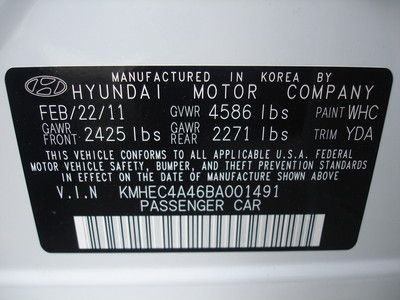 MANUFACTURED IN KOREA BY
HYUNDAI MOTOR COMPANY
FEB/22/11 GVWR 4586 lbs PAINT WHC
GAWR FRONT 2425 lbs GAWR REAR 2271 lbs TRIM YDA
THIS VEHICLE CONFORMS TO ALL APPLICABLE U.S.A. FEDERAL
MOTOR VEHICLE SAFETY, BUMPER, AND THEFT PREVENTION
STANDARDS IN EFFECT ON THE DATE OF MANUFACTURE SHOWN ABOVE.
V.I.N KMHEC4A46BA001491
PASSENGER CAR